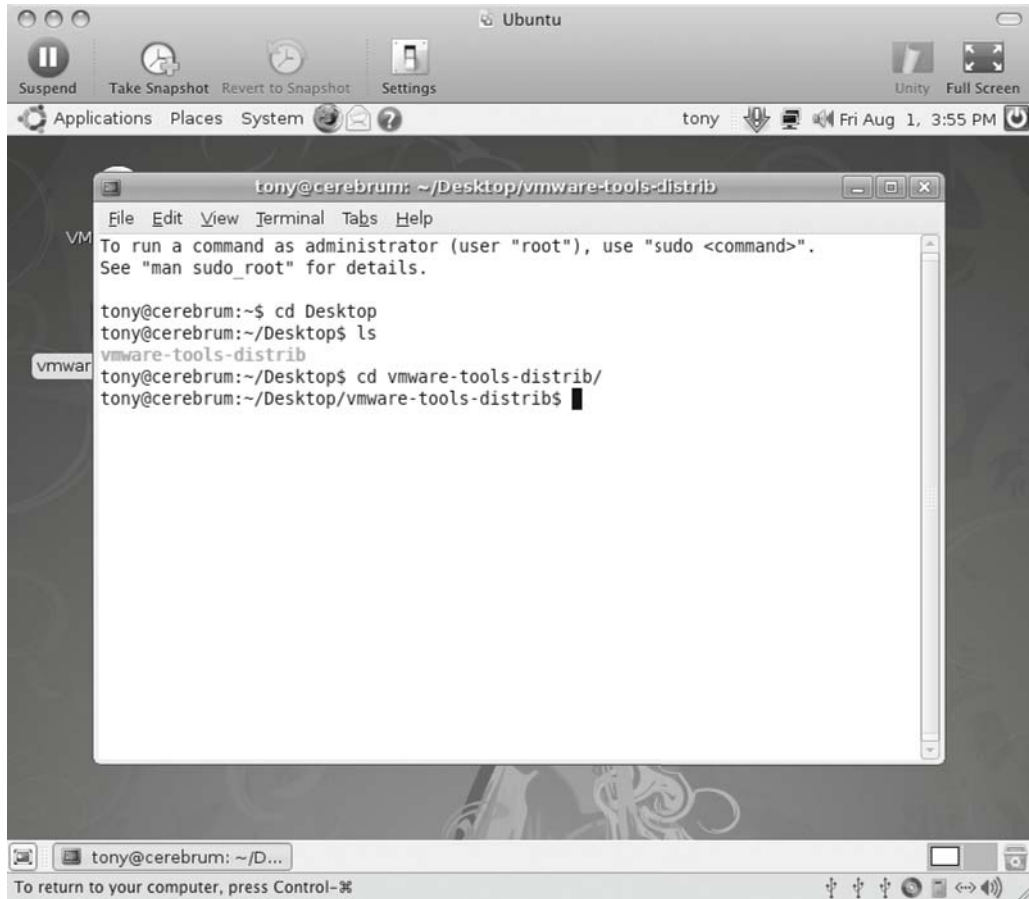 Ubuntu
Suspend Take Snapshot Revert to Snapshot Settings Unity Full Screen
Applications Places System tony Fri Aug 1, 3:55 PM
tony@cerebrum: ~/Desktop/vmware-tools-distrib
File Edit View Terminal Tabs Help
VM
To run a command as administrator (user "root"), use "sudo <command>".
See "man sudo_root" for details.
tony@cerebrum:~$ cd Desktop
tony@cerebrum:~/Desktop$ ls
vmware-tools-distrib
vmwar
tony@cerebrum:~/Desktop$ cd vmware-tools-distrib/
tony@cerebrum:~/Desktop/vmware-tools-distrib$
tony@cerebrum: ~/D...
To return to your computer, press Control-⌘